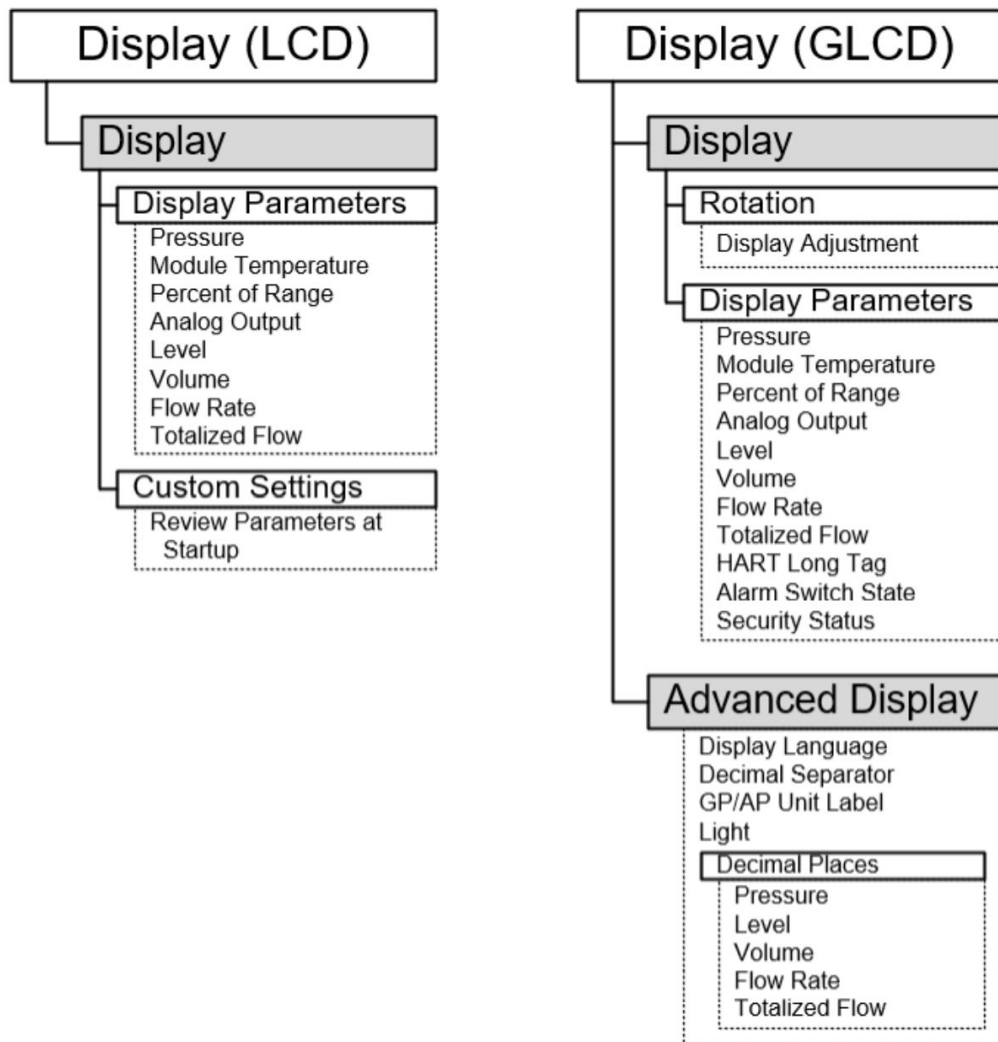 Display (LCD)
Display
Display Parameters
Pressure
Module Temperature
Percent of Range
Analog Output
Level
Volume
Flow Rate
Totalized Flow
Custom Settings
Review Parameters at
Startup
Display (GLCD)
Display
Rotation
Display Adjustment
Display Parameters
Pressure
Module Temperature
Percent of Range
Analog Output
Level
Volume
Flow Rate
Totalized Flow
HART Long Tag
Alarm Switch State
Security Status
Advanced Display
Display Language
Decimal Separator
GP/AP Unit Label
Light
Decimal Places
Pressure
Level
Volume
Flow Rate
Totalized Flow